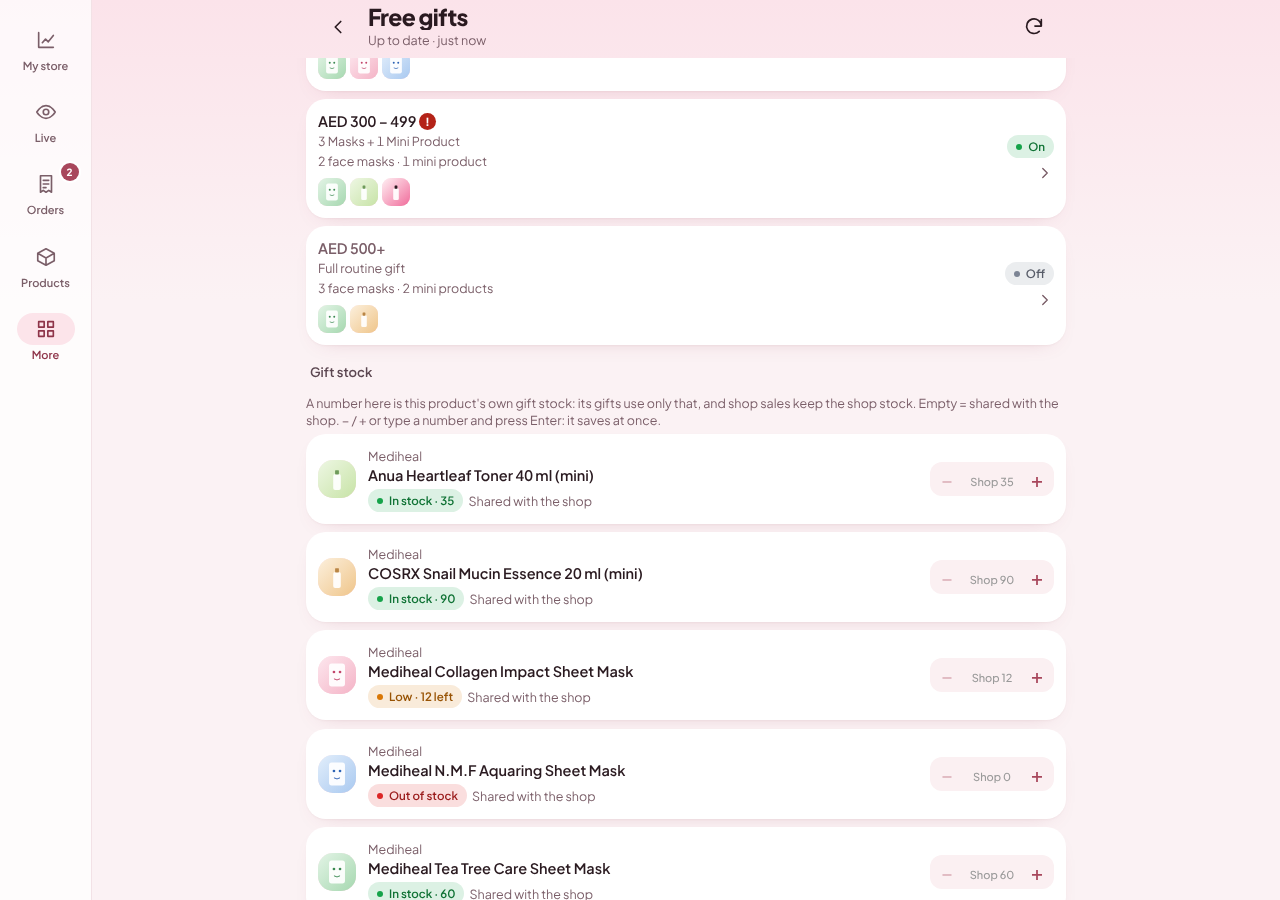 Free gifts
Up to date · just now
My store
Live
2
Orders
Products
More
AED 300 – 499 !
3 Masks + 1 Mini Product
2 face masks · 1 mini product
On
AED 500+
Full routine gift
3 face masks · 2 mini products
Off
Gift stock
A number here is this product's own gift stock: its gifts use only that, and shop sales keep the shop stock. Empty = shared with the
shop. – / + or type a number and press Enter: it saves at once.
Mediheal
Anua Heartleaf Toner 40 ml (mini)
In stock · 35 Shared with the shop
− Shop 35 +
Mediheal
COSRX Snail Mucin Essence 20 ml (mini)
In stock · 90 Shared with the shop
− Shop 90 +
Mediheal
Mediheal Collagen Impact Sheet Mask
Low · 12 left Shared with the shop
− Shop 12 +
Mediheal
Mediheal N.M.F Aquaring Sheet Mask
Out of stock Shared with the shop
− Shop 0 +
Mediheal
Mediheal Tea Tree Care Sheet Mask
In stock · 60 Shared with the shop
− Shop 60 +